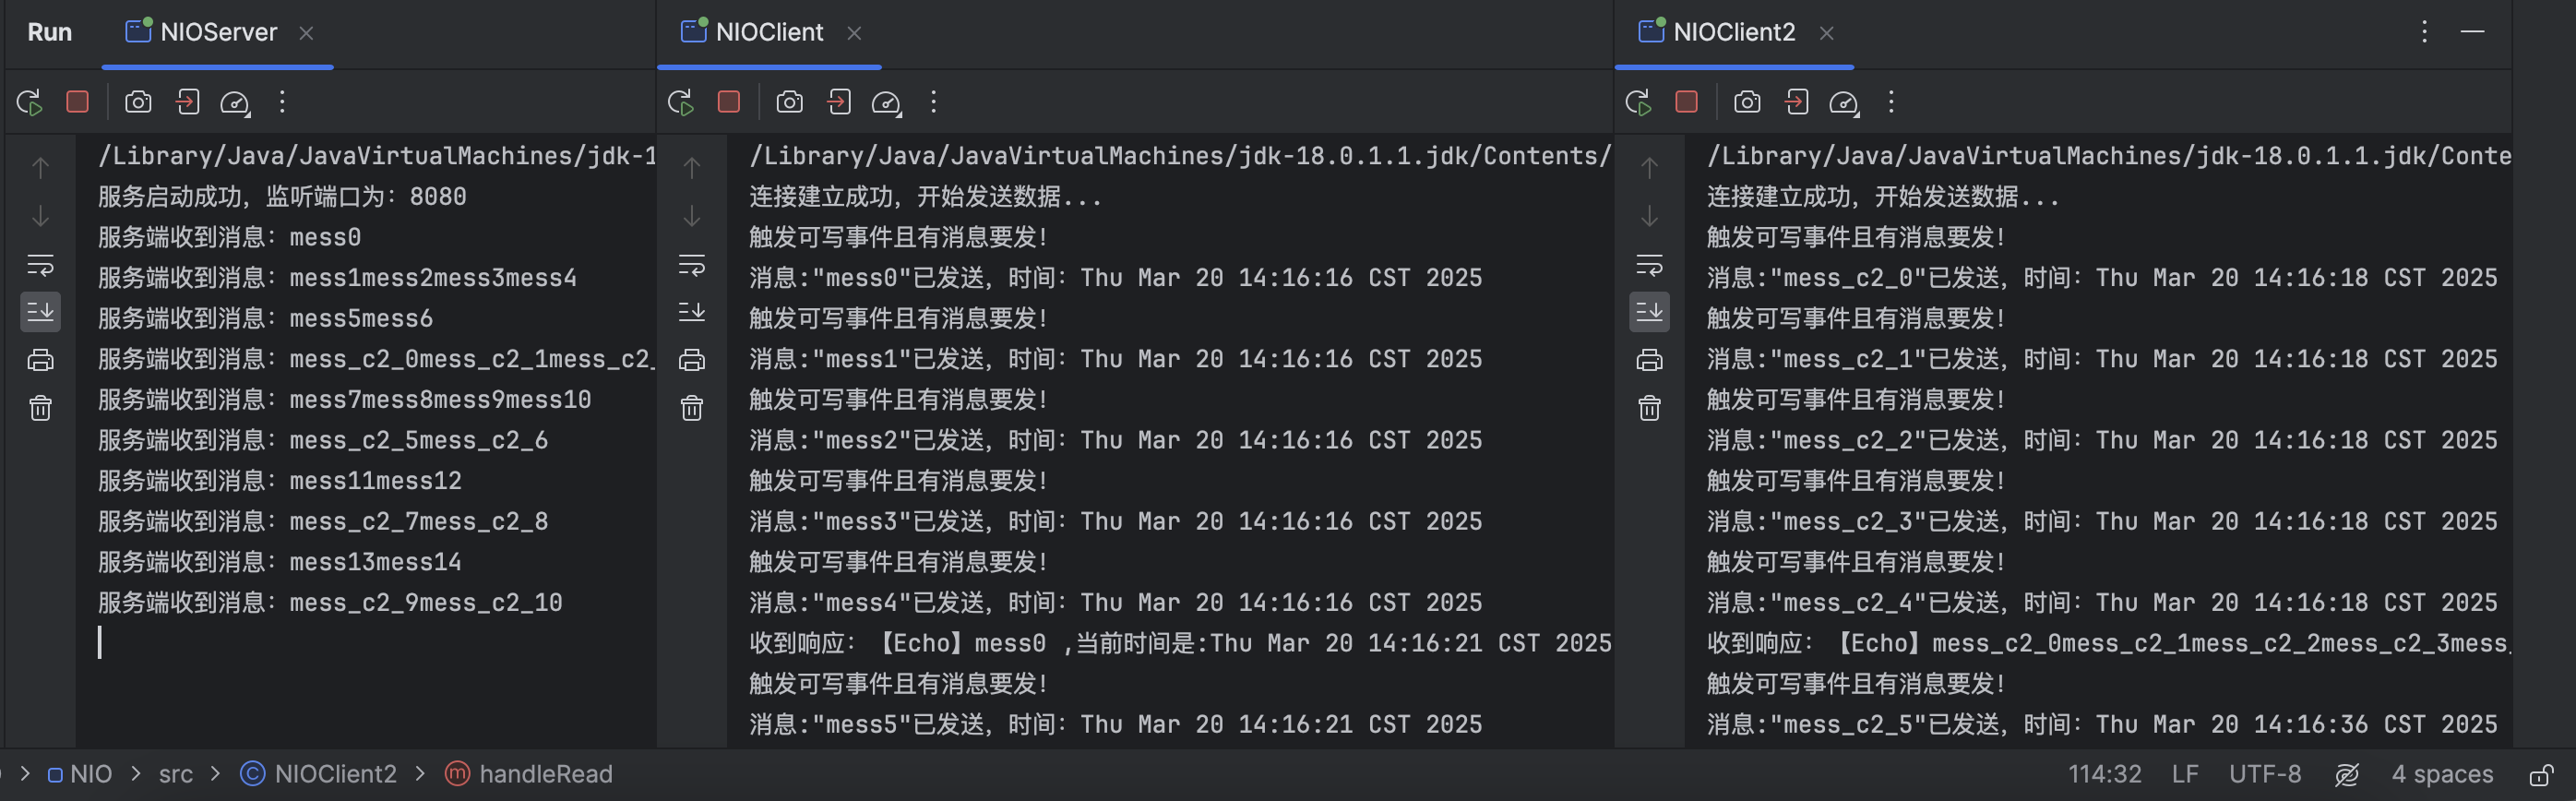 Run
NIOServer
NIOClient
NIOClient2
/Library/Java/JavaVirtualMachines/jdk-1
服务启动成功，监听端口为：8080
服务端收到消息：mess0
服务端收到消息：mess1mess2mess3mess4
服务端收到消息：mess5mess6
服务端收到消息：mess_c2_0mess_c2_1mess_c2_
服务端收到消息：mess7mess8mess9mess10
服务端收到消息：mess_c2_5mess_c2_6
服务端收到消息：mess11mess12
服务端收到消息：mess_c2_7mess_c2_8
服务端收到消息：mess13mess14
服务端收到消息：mess_c2_9mess_c2_10
/Library/Java/JavaVirtualMachines/jdk-18.0.1.1.jdk/Contents/
连接建立成功，开始发送数据...
触发可写事件且有消息要发！
消息:"mess0"已发送，时间：Thu Mar 20 14:16:16 CST 2025
触发可写事件且有消息要发！
消息:"mess1"已发送，时间：Thu Mar 20 14:16:16 CST 2025
触发可写事件且有消息要发！
消息:"mess2"已发送，时间：Thu Mar 20 14:16:16 CST 2025
触发可写事件且有消息要发！
消息:"mess3"已发送，时间：Thu Mar 20 14:16:16 CST 2025
触发可写事件且有消息要发！
消息:"mess4"已发送，时间：Thu Mar 20 14:16:16 CST 2025
收到响应：【Echo】mess0 ,当前时间是:Thu Mar 20 14:16:21 CST 2025
触发可写事件且有消息要发！
消息:"mess5"已发送，时间：Thu Mar 20 14:16:21 CST 2025
/Library/Java/JavaVirtualMachines/jdk-18.0.1.1.jdk/Conte
连接建立成功，开始发送数据...
触发可写事件且有消息要发！
消息:"mess_c2_0"已发送，时间：Thu Mar 20 14:16:18 CST 2025
触发可写事件且有消息要发！
消息:"mess_c2_1"已发送，时间：Thu Mar 20 14:16:18 CST 2025
触发可写事件且有消息要发！
消息:"mess_c2_2"已发送，时间：Thu Mar 20 14:16:18 CST 2025
触发可写事件且有消息要发！
消息:"mess_c2_3"已发送，时间：Thu Mar 20 14:16:18 CST 2025
触发可写事件且有消息要发！
消息:"mess_c2_4"已发送，时间：Thu Mar 20 14:16:18 CST 2025
收到响应：【Echo】mess_c2_0mess_c2_1mess_c2_2mess_c2_3mess_
触发可写事件且有消息要发！
消息:"mess_c2_5"已发送，时间：Thu Mar 20 14:16:36 CST 2025
NIO > src > NIOClient2 > handleRead
114:32 LF UTF-8 4 spaces